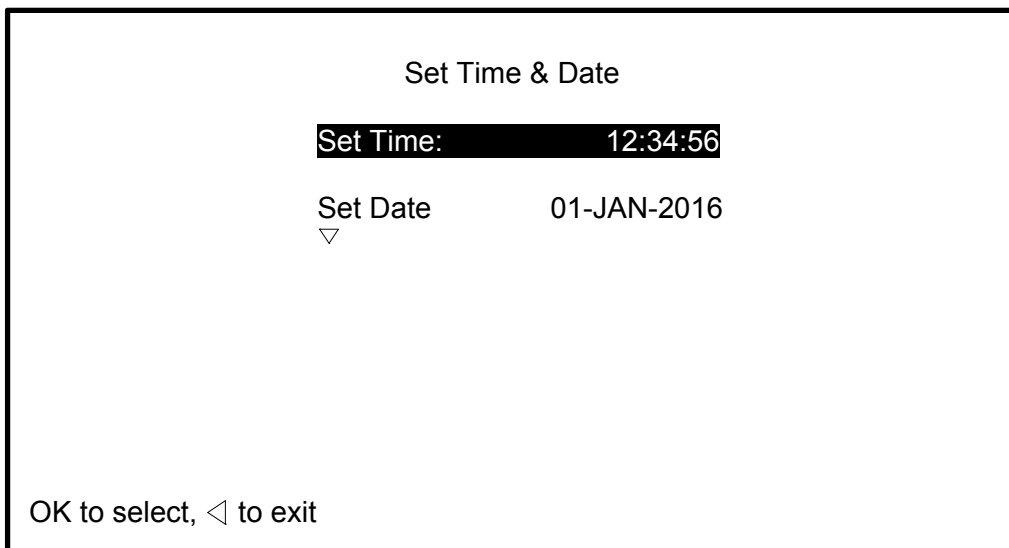 Set Time & Date
Set Time: 12:34:56
Set Date 01-JAN-2016
▽
OK to select, ◁ to exit